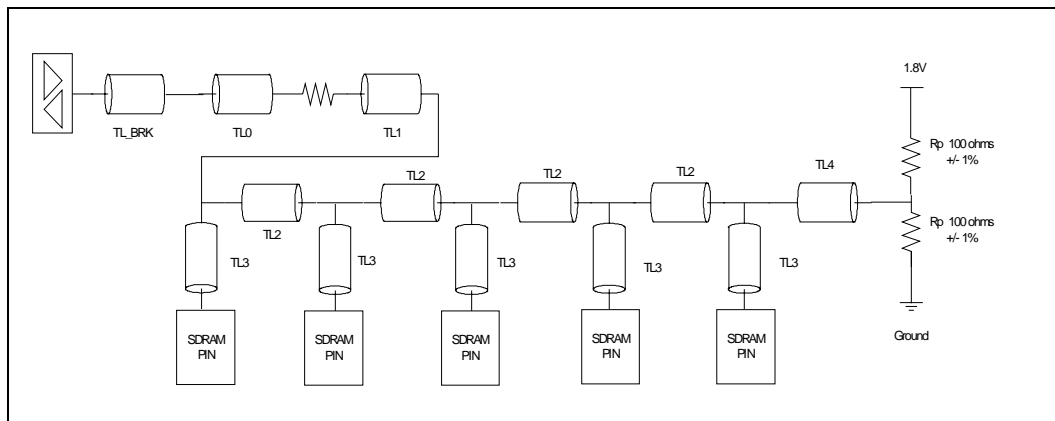 1.8V
TL_BRK
TL0
TL1
Rp 100 ohms
+/- 1%
TL2
TL2
TL2
TL4
TL2
Rp 100 ohms
+/- 1%
TL3
TL3
TL3
TL3
TL3
SDRAM
PIN
SDRAM
PIN
SDRAM
PIN
SDRAM
PIN
SDRAM
PIN
Ground